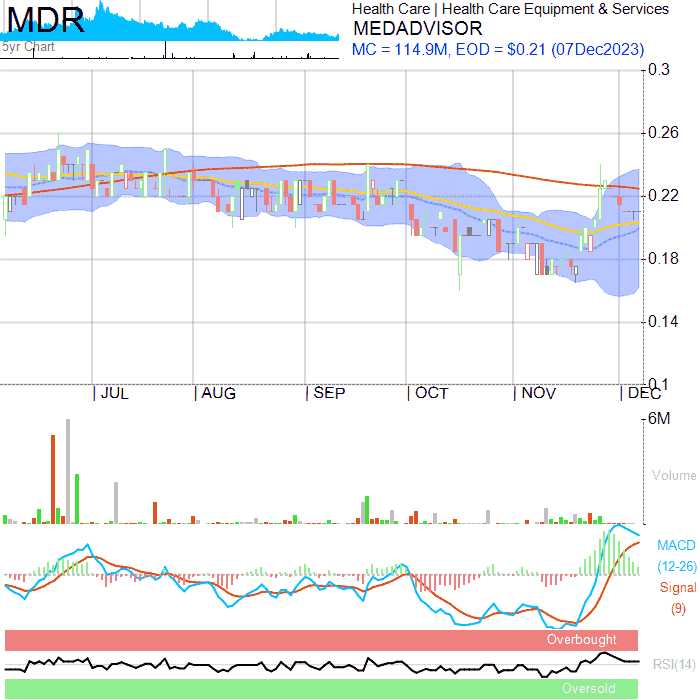 MDR
5yr Chart
Health Care | Health Care Equipment & Services
MEDADVISOR
MC = 114.9M, EOD = $0.21 (07Dec2023)
0.3
0.26
0.22
0.18
0.14
0.1
JUL
AUG
SEP
OCT
NOV
DEC
6M
Volume
MACD
(12-26)
Signal
(9)
Overbought
RSI(14)
Oversold